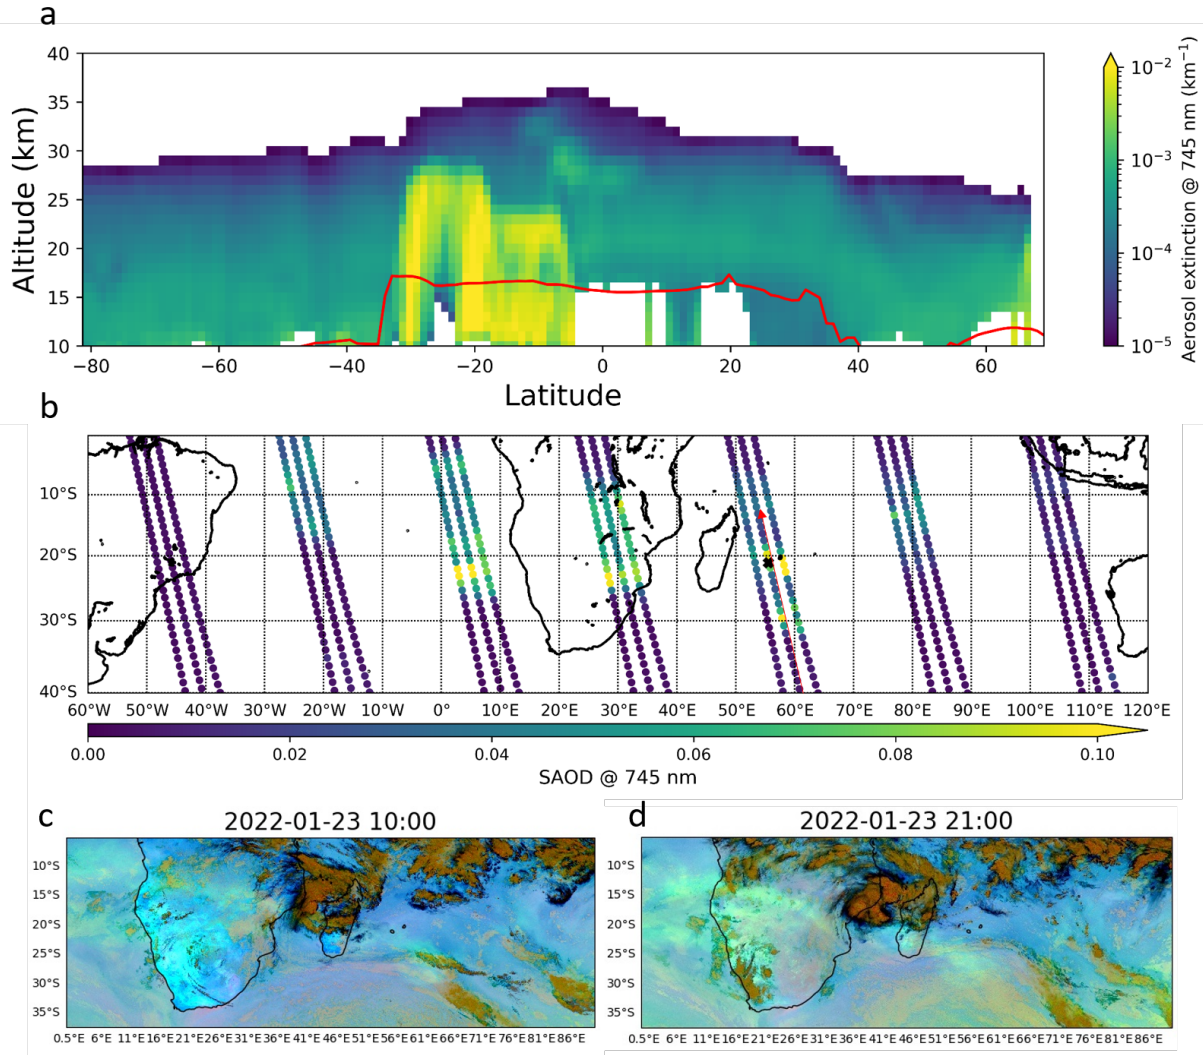 a
40
35
30
25
20
15
10
Altitude (km)
−80 −60 −40 −20 0 20 40 60
Latitude
10⁻²
10⁻³
10⁻⁴
10⁻⁵
Aerosol extinction @ 745 nm (km⁻¹)
b
10°S
20°S
30°S
40°S
60°W 50°W 40°W 30°W 20°W 10°W 0° 10°E 20°E 30°E 40°E 50°E 60°E 70°E 80°E 90°E 100°E 110°E 120°E
0.00 0.02 0.04 0.06 0.08 0.10
SAOD @ 745 nm
c
2022-01-23 10:00
10°S
15°S
20°S
25°S
30°S
35°S
0.5°E 6°E 11°E 16°E 21°E 26°E 31°E 36°E 41°E 46°E 51°E 56°E 61°E 66°E 71°E 76°E 81°E 86°E
d
2022-01-23 21:00
10°S
15°S
20°S
25°S
30°S
35°S
0.5°E 6°E 11°E 16°E 21°E 26°E 31°E 36°E 41°E 46°E 51°E 56°E 61°E 66°E 71°E 76°E 81°E 86°E